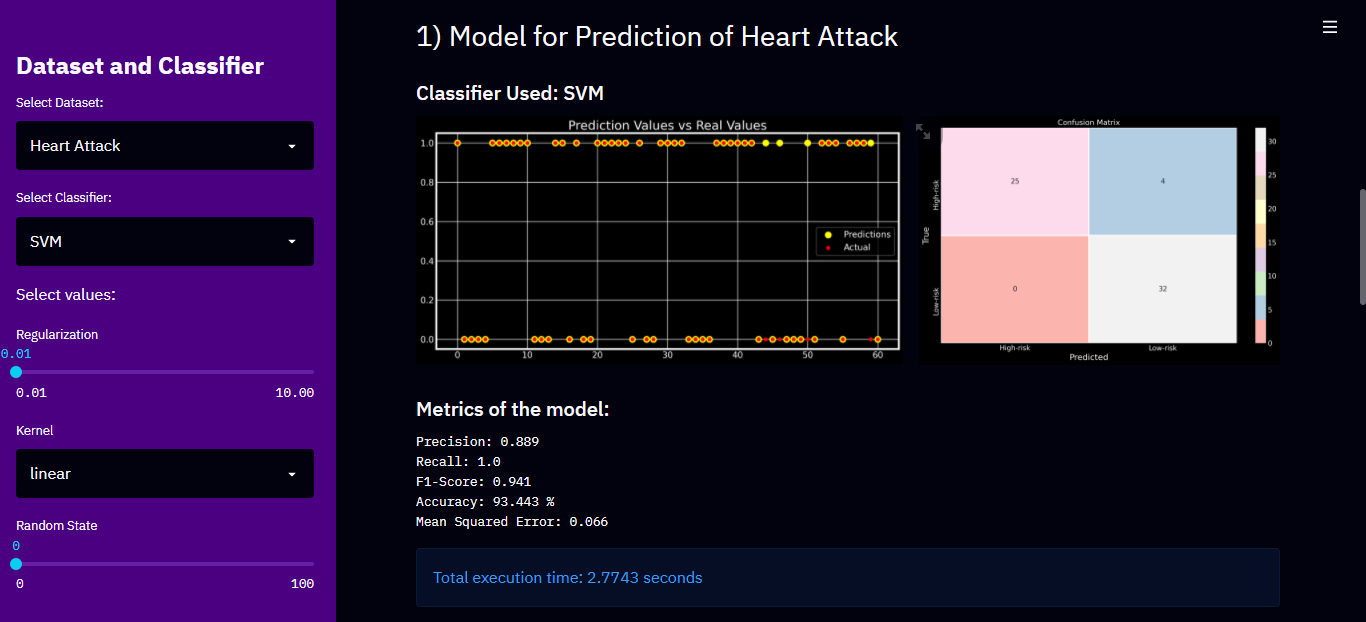 Dataset and Classifier
Select Dataset:
Heart Attack
Select Classifier:
SVM
Select values:
Regularization
0.01
0.01 10.00
Kernel
linear
Random State
0
0 100
1) Model for Prediction of Heart Attack
Classifier Used: SVM
Prediction Values vs Real Values
1.0
0.8
0.6
0.4
0.2
0.0
0 10 20 30 40 50 60
Predictions
Actual
Confusion Matrix
True
High-risk
Low-risk
25 4
0 32
High-risk Low-risk
Predicted
30
25
20
15
10
5
0
Metrics of the model:
Precision: 0.889
Recall: 1.0
F1-Score: 0.941
Accuracy: 93.443 %
Mean Squared Error: 0.066
Total execution time: 2.7743 seconds